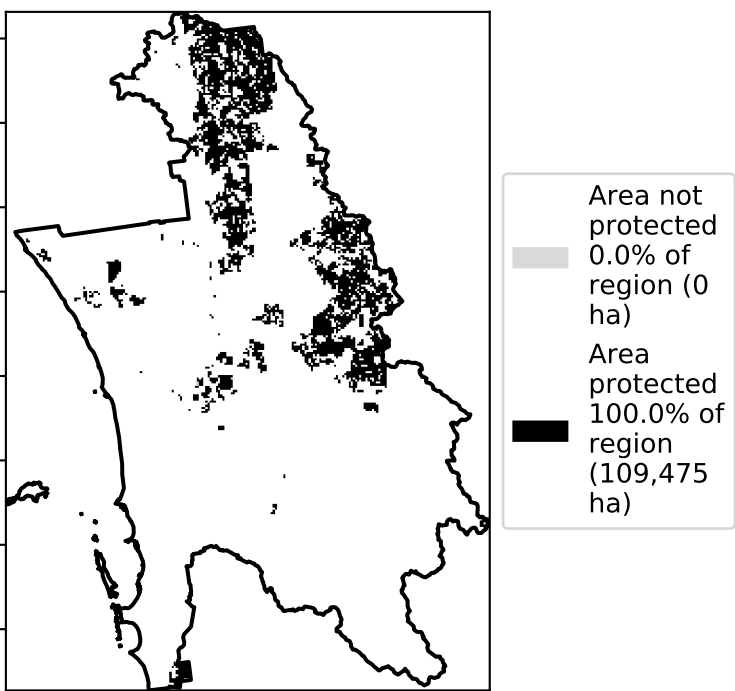 Area not
protected
0.0% of
region (0
ha)
Area
protected
100.0% of
region
(109,475
ha)